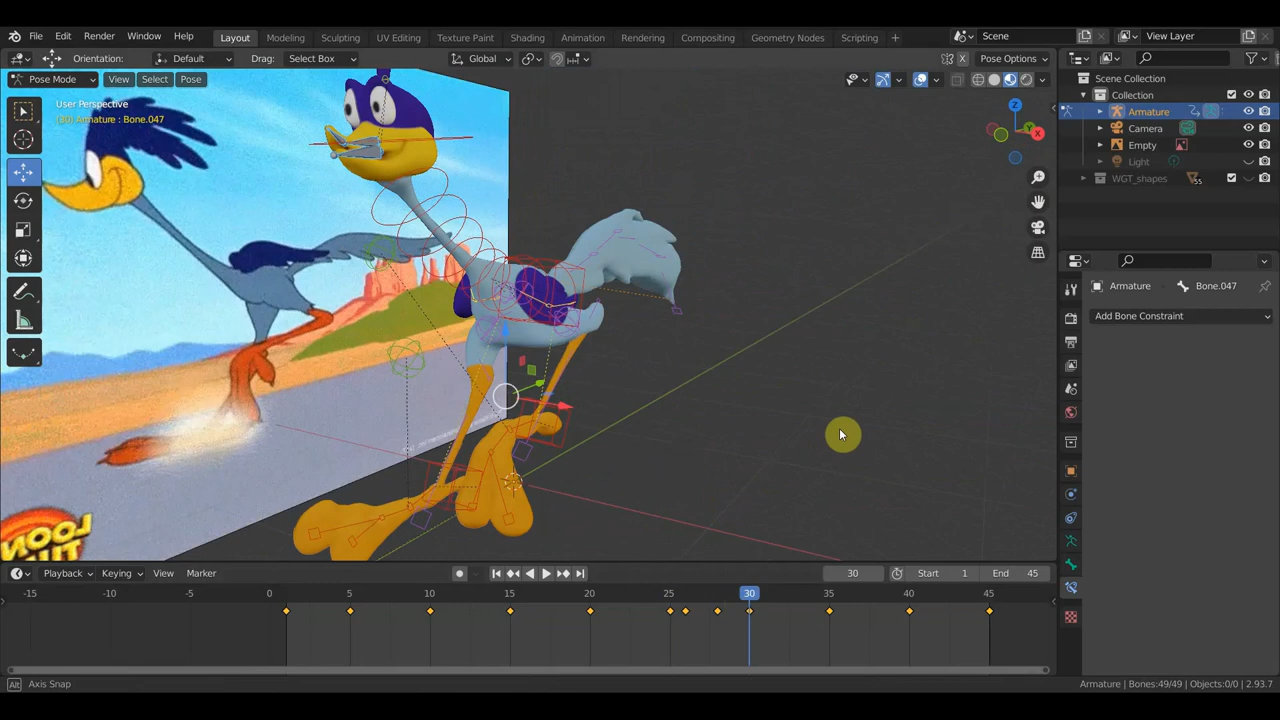 File Edit Render Window Help Layout Modeling Sculpting UV Editing Texture Paint Shading Animation Rendering Compositing Geometry Nodes Scripting + Scene View Layer
Orientation: Default Drag: Select Box Global Pose Options
Pose Mode View Select Pose
Scene Collection
Collection
Armature
Camera
Empty
Light
WGT_shapes 55
User Perspective
(30) Armature : Bone.047
Z
X
Armature Bone.047
Add Bone Constraint
LOON
Playback Keying View Marker 30 Start 1 End 45
-15 -10 -5 0 5 10 15 20 25 30 35 40 45
Alt Axis Snap Armature | Bones:49/49 | Objects:0/0 | 2.93.7